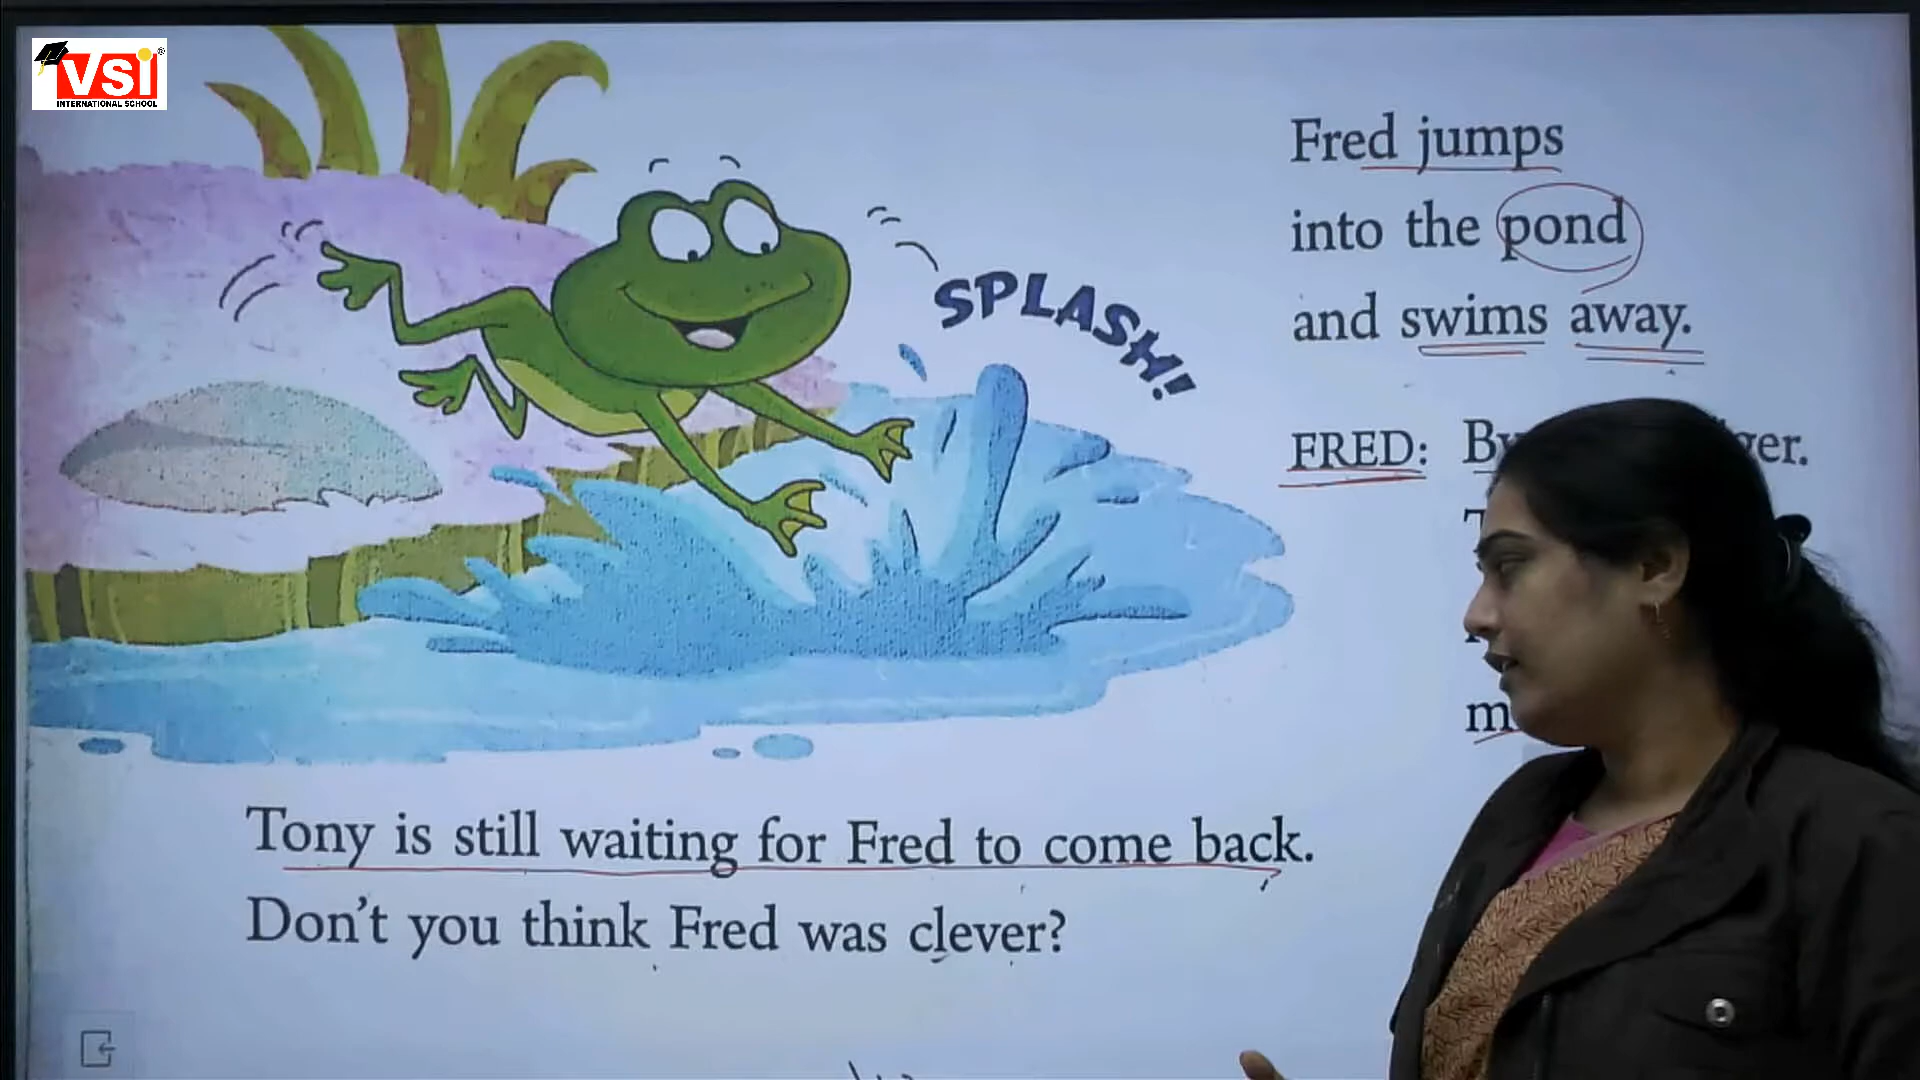 VSI
INTERNATIONAL SCHOOL
SPLASH!
Fred jumps
into the pond
and swims away.
FRED:
Tony is still waiting for Fred to come back.
Don't you think Fred was clever?